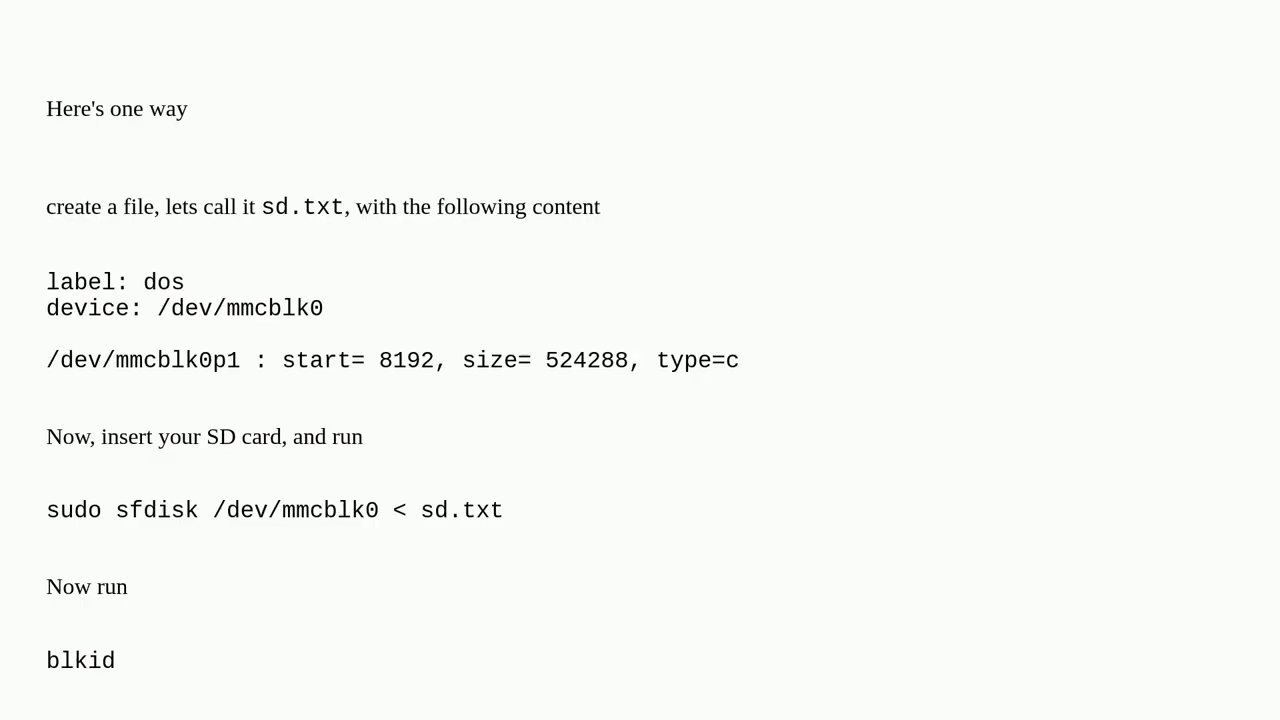 Here's one way
create a file, lets call it sd.txt, with the following content
label: dos
device: /dev/mmcblk0
/dev/mmcblk0p1 : start= 8192, size= 524288, type=c
Now, insert your SD card, and run
sudo sfdisk /dev/mmcblk0 < sd.txt
Now run
blkid